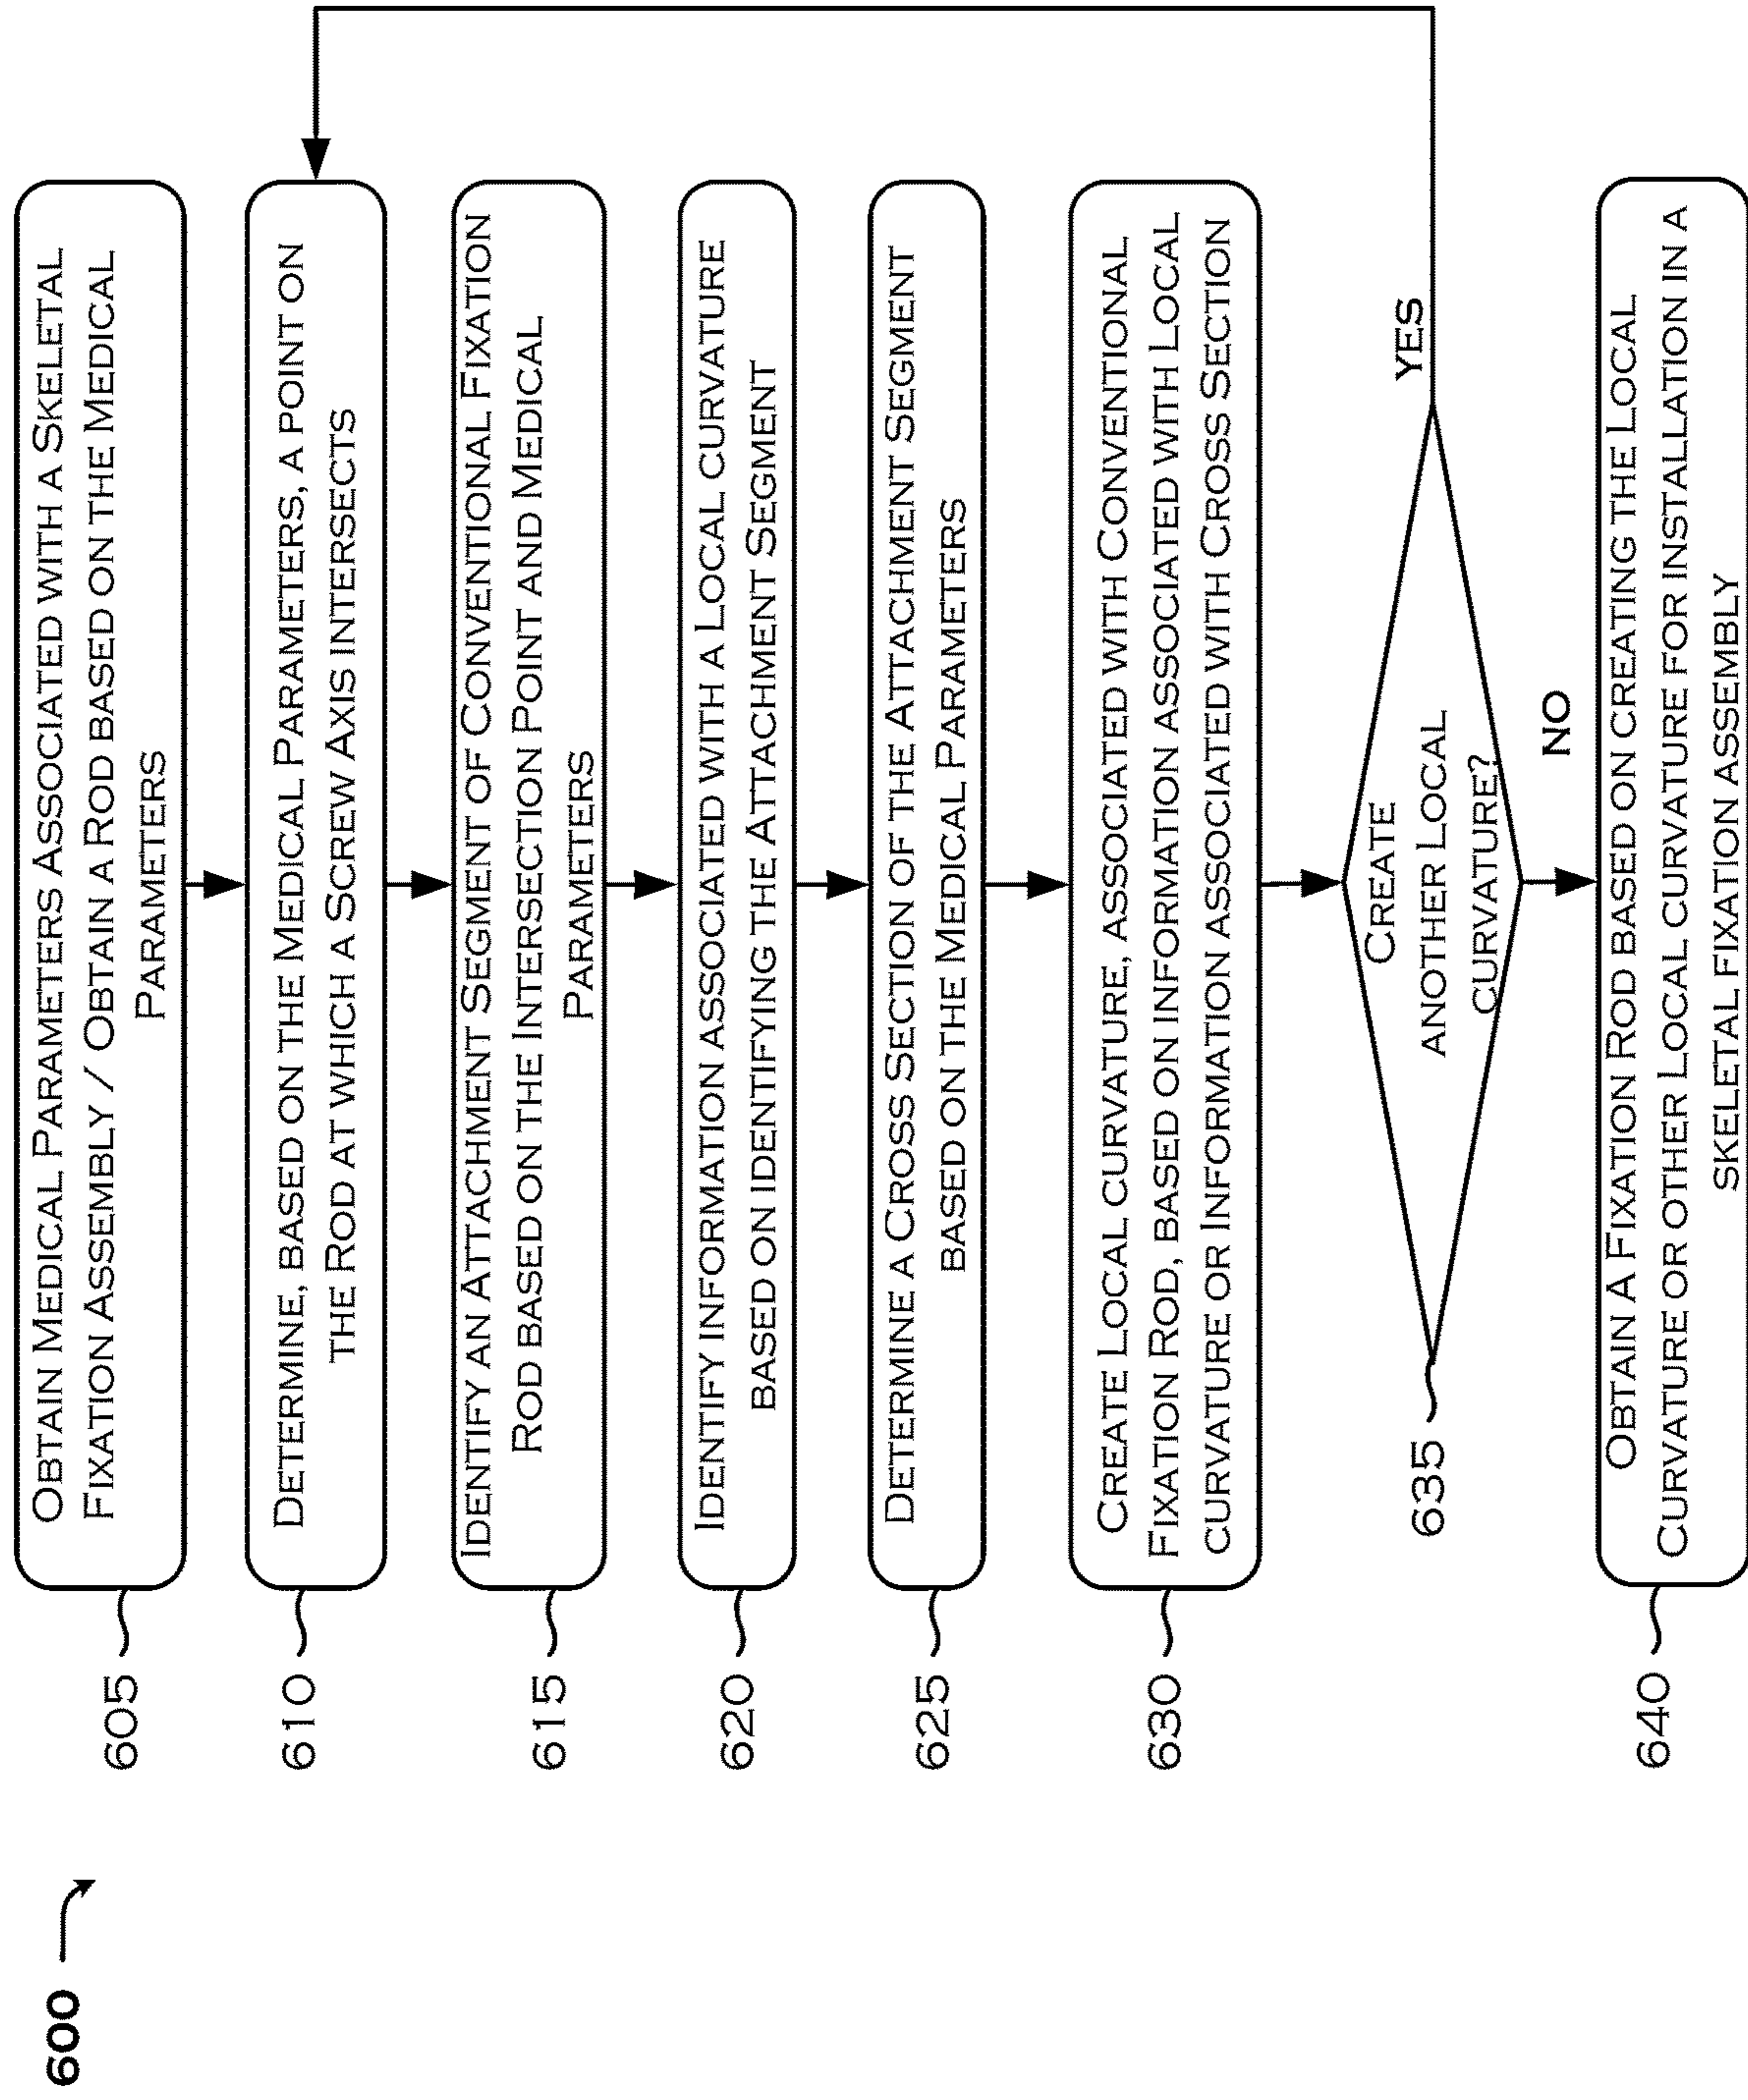 600
605
OBTAIN MEDICAL PARAMETERS ASSOCIATED WITH A SKELETAL
FIXATION ASSEMBLY / OBTAIN A ROD BASED ON THE MEDICAL
PARAMETERS
610
DETERMINE, BASED ON THE MEDICAL PARAMETERS, A POINT ON
THE ROD AT WHICH A SCREW AXIS INTERSECTS
615
IDENTIFY AN ATTACHMENT SEGMENT OF CONVENTIONAL FIXATION
ROD BASED ON THE INTERSECTION POINT AND MEDICAL
PARAMETERS
620
IDENTIFY INFORMATION ASSOCIATED WITH A LOCAL CURVATURE
BASED ON IDENTIFYING THE ATTACHMENT SEGMENT
625
DETERMINE A CROSS SECTION OF THE ATTACHMENT SEGMENT
BASED ON THE MEDICAL PARAMETERS
630
CREATE LOCAL CURVATURE, ASSOCIATED WITH CONVENTIONAL
FIXATION ROD, BASED ON INFORMATION ASSOCIATED WITH LOCAL
CURVATURE OR INFORMATION ASSOCIATED WITH CROSS SECTION
635
CREATE
ANOTHER LOCAL
CURVATURE?
YES
NO
640
OBTAIN A FIXATION ROD BASED ON CREATING THE LOCAL
CURVATURE OR OTHER LOCAL CURVATURE FOR INSTALLATION IN A
SKELETAL FIXATION ASSEMBLY